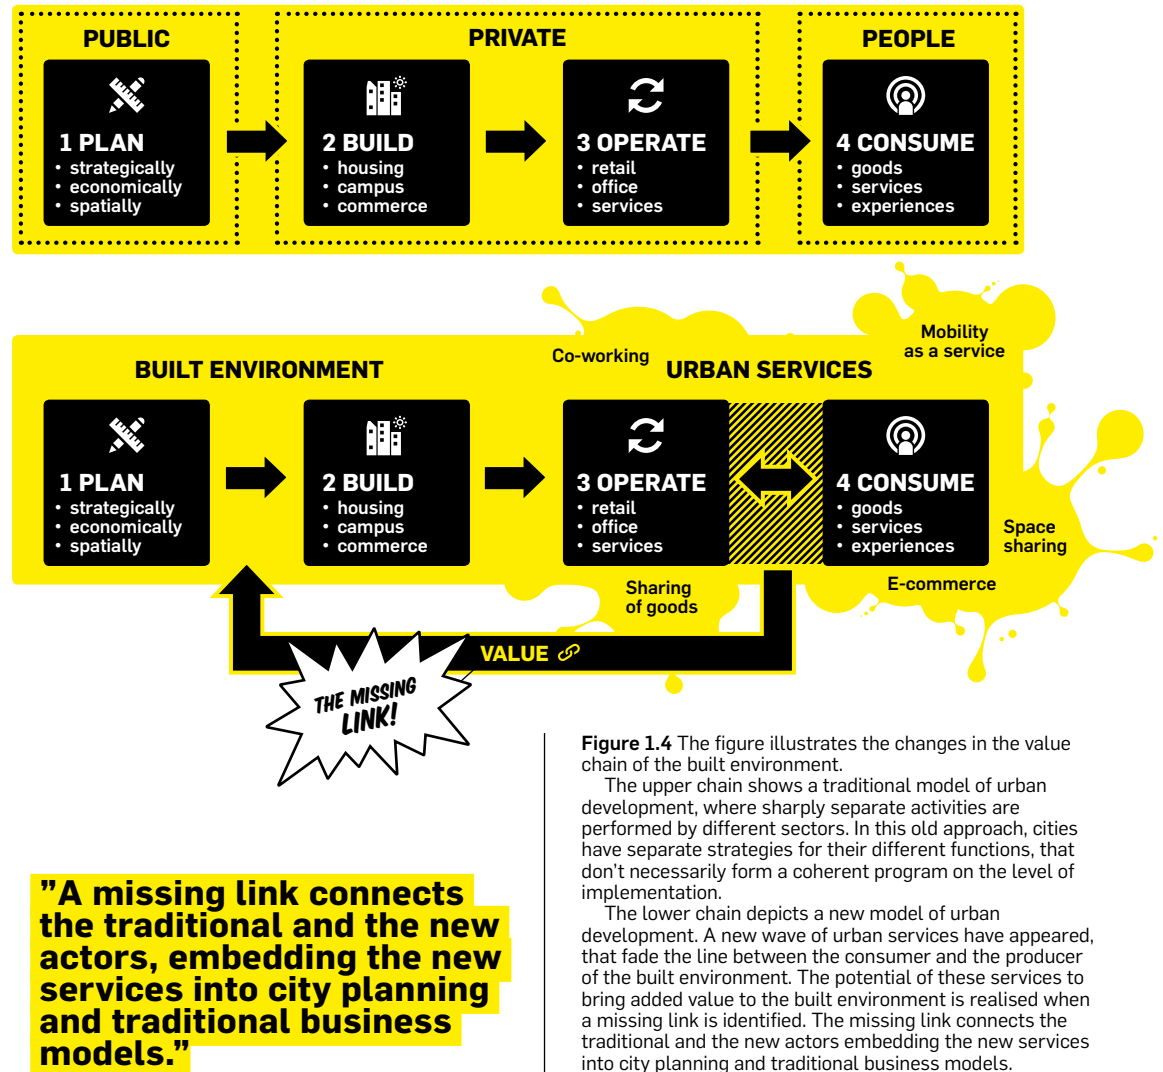 PUBLIC
PRIVATE
PEOPLE
1 PLAN
• strategically
• economically
• spatially
2 BUILD
• housing
• campus
• commerce
3 OPERATE
• retail
• office
• services
4 CONSUME
• goods
• services
• experiences
BUILT ENVIRONMENT
Co-working
URBAN SERVICES
Mobility
as a service
1 PLAN
• strategically
• economically
• spatially
2 BUILD
• housing
• campus
• commerce
3 OPERATE
• retail
• office
• services
4 CONSUME
• goods
• services
• experiences
Space
sharing
E-commerce
Sharing
of goods
VALUE
THE MISSING
LINK!
Figure 1.4 The figure illustrates the changes in the value
chain of the built environment.
The upper chain shows a traditional model of urban
development, where sharply separate activities are
performed by different sectors. In this old approach, cities
have separate strategies for their different functions, that
don't necessarily form a coherent program on the level of
implementation.
The lower chain depicts a new model of urban
development. A new wave of urban services have appeared,
that fade the line between the consumer and the producer
of the built environment. The potential of these services to
bring added value to the built environment is realised when
a missing link is identified. The missing link connects the
traditional and the new actors embedding the new services
into city planning and traditional business models.
”A missing link connects
the traditional and the new
actors, embedding the new
services into city planning
and traditional business
models.”